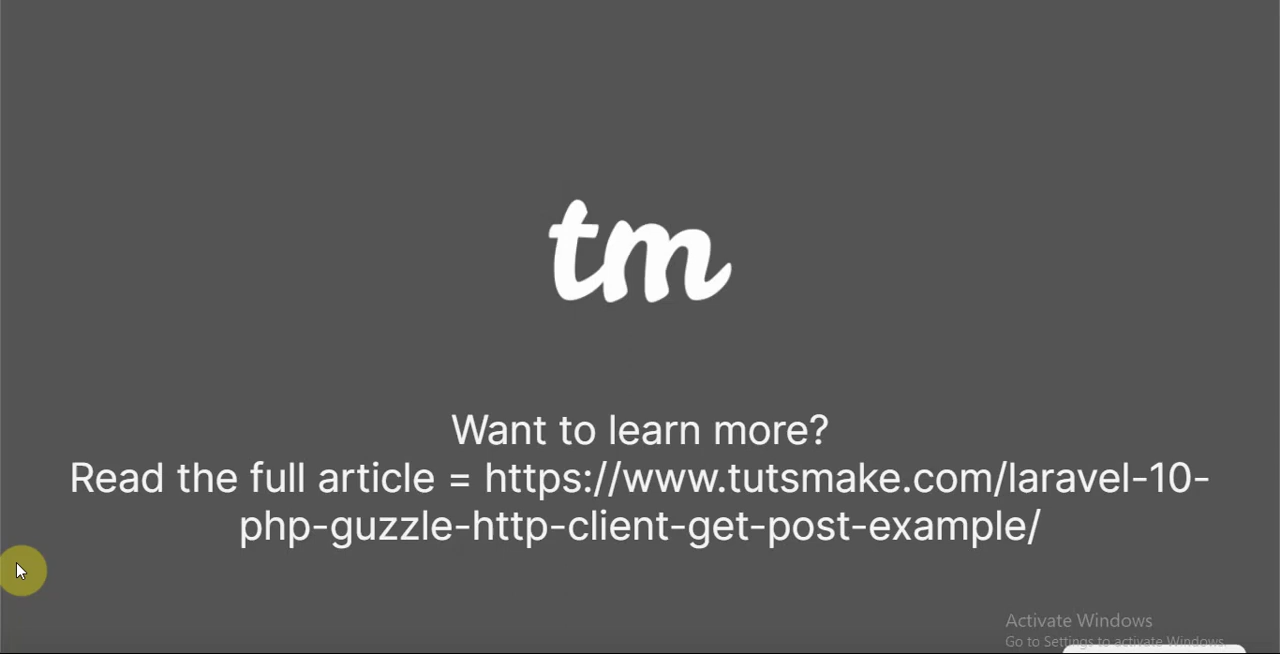 tm
Want to learn more?
Read the full article = https://www.tutsmake.com/laravel-10-
php-guzzle-http-client-get-post-example/
Activate Windows
Go to Settings to activate Windows.